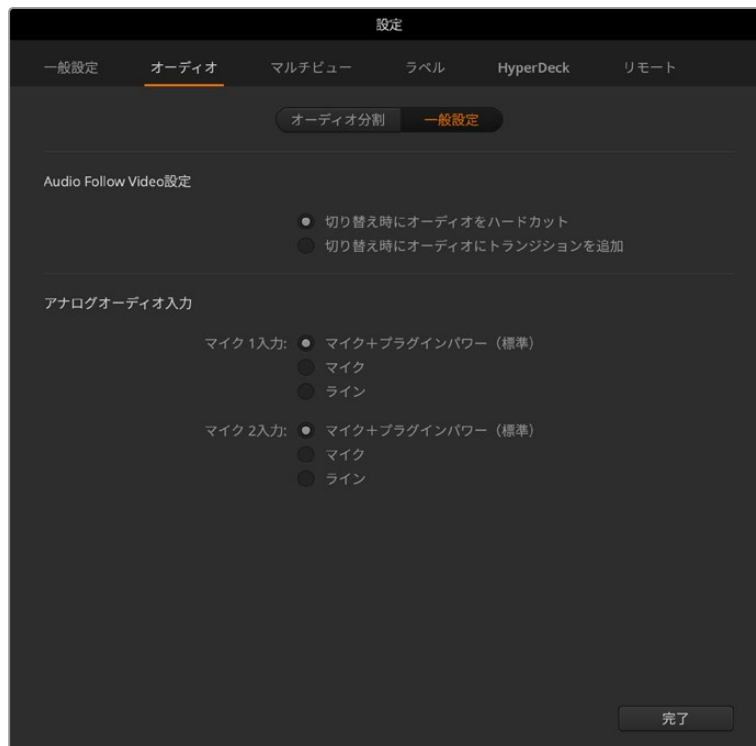 設定
一般設定 オーディオ マルチビュー ラベル HyperDeck リモート
オーディオ分割 一般設定
Audio Follow Video設定
切り替え時にオーディオをハードカット
切り替え時にオーディオにトランジションを追加
アナログオーディオ入力
マイク 1入力: マイク＋プラグインパワー（標準）
マイク
ライン
マイク 2入力: マイク＋プラグインパワー（標準）
マイク
ライン
完了